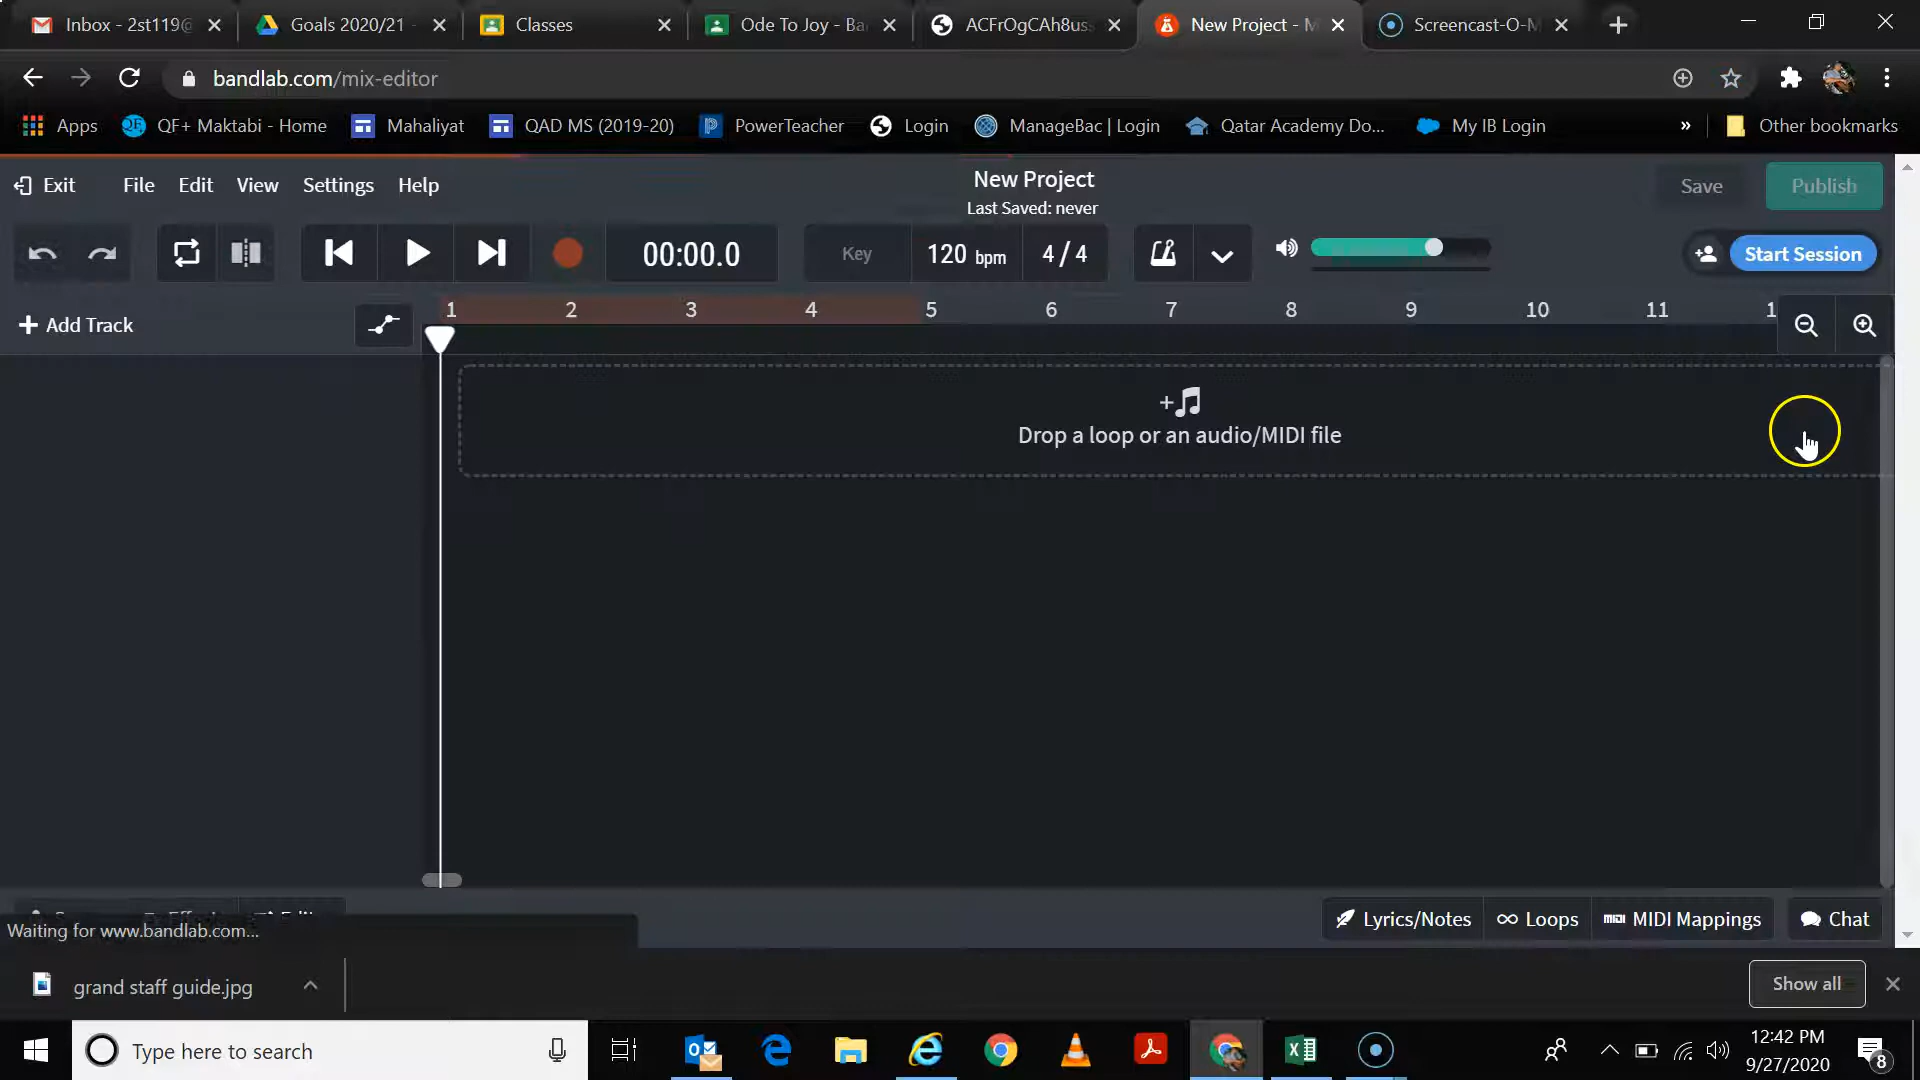 Inbox - 2st119@
Goals 2020/21 -
Classes
Ode To Joy - Ba
ACFrOgCAh8us
New Project - M
Screencast-O-M
bandlab.com/mix-editor
Apps
QF+ Maktabi - Home
Mahaliyat
QAD MS (2019-20)
PowerTeacher
Login
ManageBac | Login
Qatar Academy Do...
My IB Login
»
Other bookmarks
Exit
File
Edit
View
Settings
Help
New Project
Last Saved: never
Save
Publish
00:00.0
Key
120 bpm
4 / 4
Start Session
+ Add Track
1 2 3 4 5 6 7 8 9 10 11 1
Drop a loop or an audio/MIDI file
Lyrics/Notes
Loops
MIDI Mappings
Chat
Waiting for www.bandlab.com...
grand staff guide.jpg
Show all
Type here to search
12:42 PM
9/27/2020
8